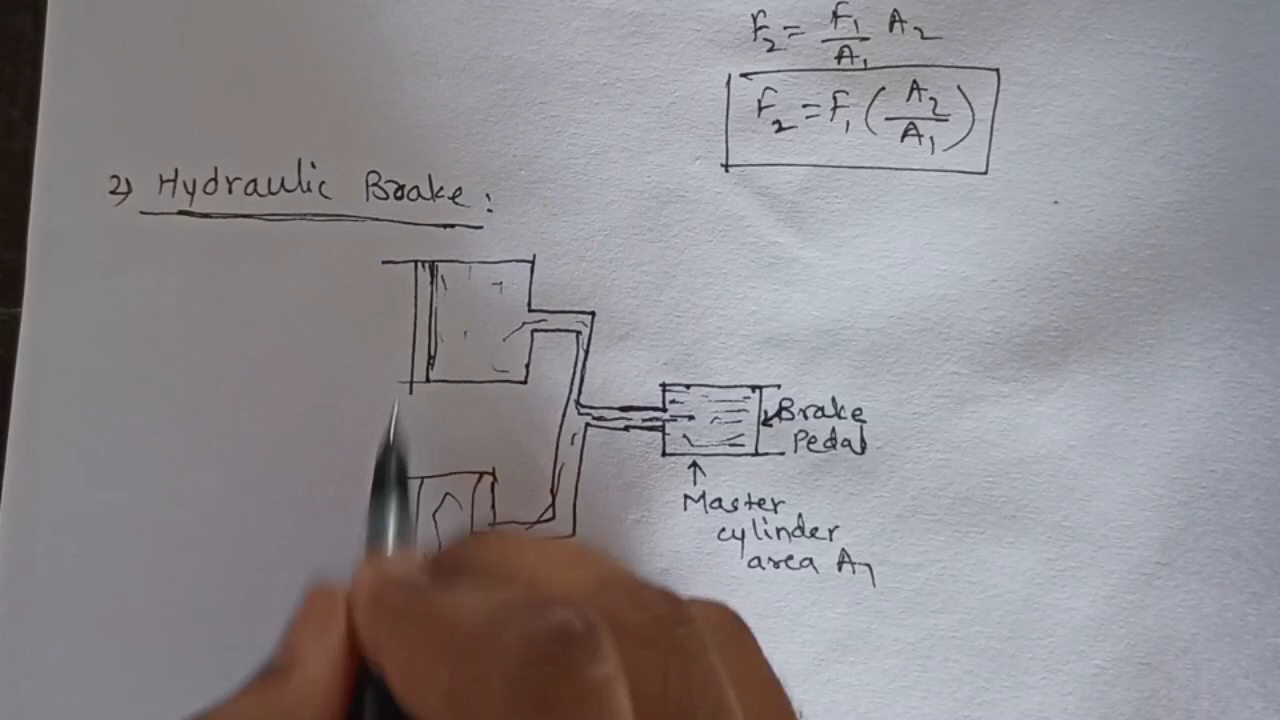 F₂ = F₁/A₁ A₂
F₂ = F₁ (A₂/A₁)
2) Hydraulic Brake:
Brake
Pedal
Master
cylinder
area A₁